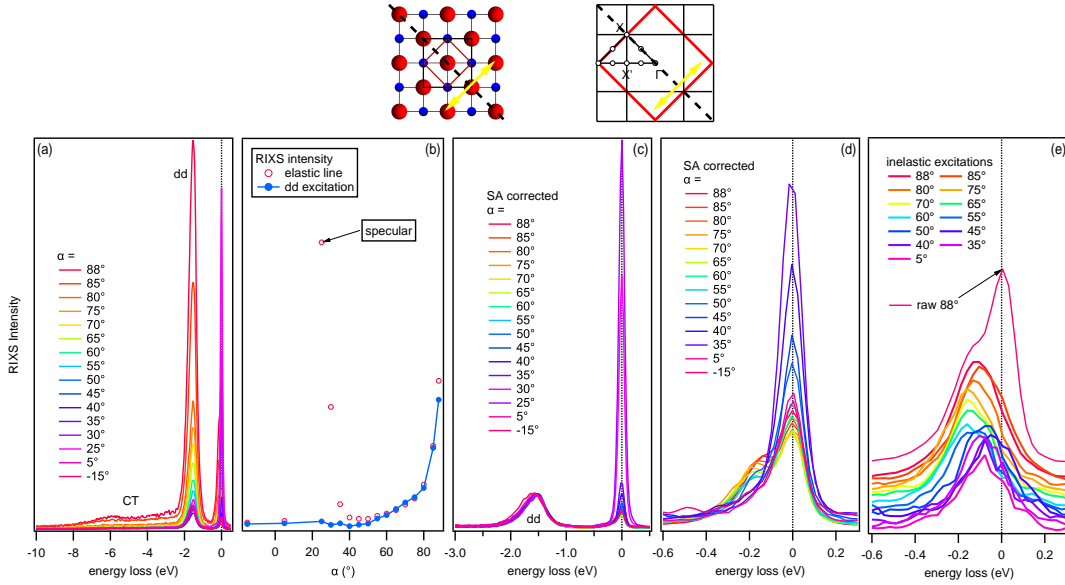 X
X'
Γ
RIXS Intensity
(a)
dd
CT
α =
88°
85°
80°
75°
70°
65°
60°
55°
50°
45°
40°
35°
30°
25°
5°
-15°
-10
-8
-6
-4
-2
0
energy loss (eV)
(b)
RIXS intensity
elastic line
dd excitation
specular
0
20
40
60
80
α (°)
(c)
SA corrected
α =
88°
85°
80°
75°
70°
65°
60°
55°
50°
45°
40°
35°
30°
25°
5°
-15°
dd
-3.0
-2.0
-1.0
0
energy loss (eV)
(d)
SA corrected
α =
88°
85°
80°
75°
70°
65°
60°
55°
50°
45°
40°
35°
5°
-15°
-0.6
-0.4
-0.2
0
0.2
energy loss (eV)
(e)
inelastic excitations
88° 85°
80° 75°
70° 65°
60° 55°
50° 45°
40° 35°
5°
raw 88°
-0.6
-0.4
-0.2
0
0.2
energy loss (eV)